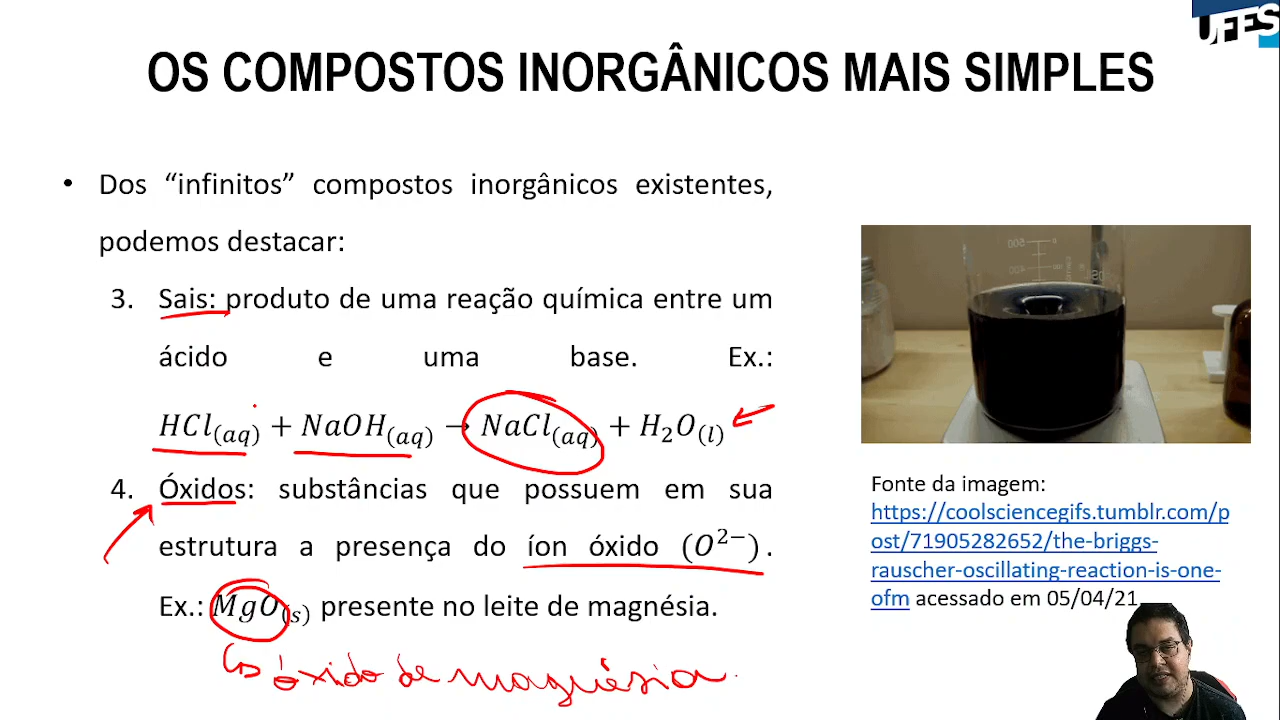 UFES
OS COMPOSTOS INORGÂNICOS MAIS SIMPLES
• Dos “infinitos” compostos inorgânicos existentes,
podemos destacar:
3. Sais: produto de uma reação química entre um
ácido e uma base. Ex.:
HCl(aq) + NaOH(aq) → NaCl(aq) + H2O(l)
4. Óxidos: substâncias que possuem em sua
estrutura a presença do íon óxido (O2−).
Ex.: MgO(s) presente no leite de magnésia.
óxido de magnésia.
500
400
Fonte da imagem:
https://coolsciencegifs.tumblr.com/p
ost/71905282652/the-briggs-
rauscher-oscillating-reaction-is-one-
ofm acessado em 05/04/21